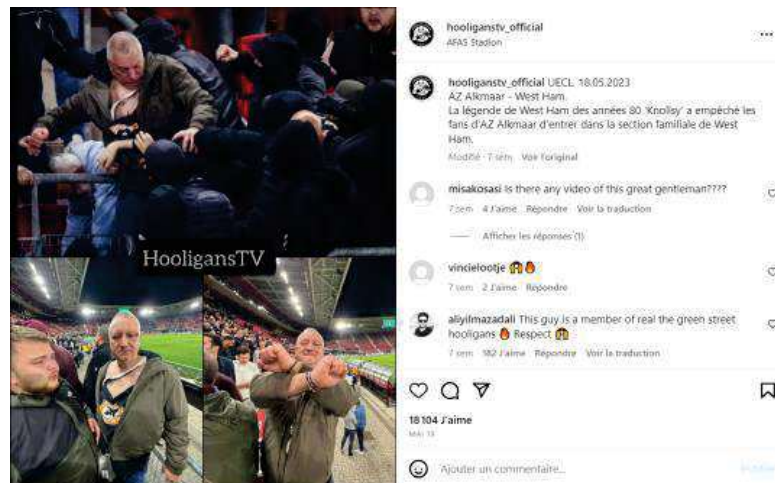 HooligansTV
hooliganstv_official
AFAS Stadion
hooliganstv_official UECL 18.05.2023
AZ Alkmaar - West Ham.
La légende de West Ham des années 80 'Knollsy' a empêché les
fans d'AZ Alkmaar d'entrer dans la section familiale de West
Ham.
Modifié · 7 sem Voir l'original
misakosasi Is there any video of this great gentleman????
7 sem 4 J'aime Répondre Voir la traduction
Afficher les réponses (1)
vincielootje
7 sem 2 J'aime Répondre
aliyilmazadali This guy is a member of real the green street
hooligans 🔥 Respect
7 sem 182 J'aime Répondre Voir la traduction
18 104 J'aime
MAI 19
Ajouter un commentaire...